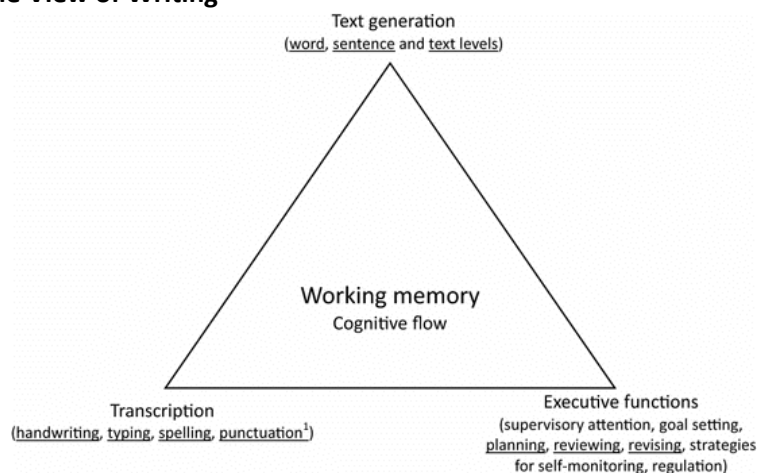 Text generation
(word, sentence and text levels)
Working memory
Cognitive flow
Transcription
(handwriting, typing, spelling, punctuation¹)
Executive functions
(supervisory attention, goal setting,
planning, reviewing, revising, strategies
for self-monitoring, regulation)